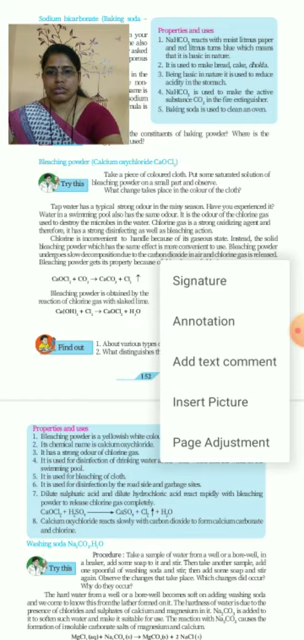 Sodium bicarbonate (Baking soda -
Properties and uses
1. NaHCO₃ reacts with moist litmus paper
and red litmus turns blue which means
that it is basic in nature.
2. It is used to make bread, cake, dhokla.
3. Being basic in nature it is used to reduce
acidity in the stomach.
4. NaHCO₃ is used to make the active
substance CO₂ in the fire extinguisher.
5. Baking soda is used to clean an oven.
n your
ne also
r asked
porous
in the
non-
ame is
sodium
mula is
the constituents of baking powder? Where is the
used?
Bleaching powder (Calcium oxychloride CaOCl₂)
Try this
Take a piece of coloured cloth. Put some saturated solution of
bleaching powder on a small part and observe.
What change takes place in the colour of the cloth?
Tap water has a typical strong odour in the rainy season. Have you experienced it?
Water in a swimming pool also has the same odour. It is the odour of the chlorine gas
used to destroy the microbes in the water. Chlorine gas is a strong oxidizing agent and
therefore, it has a strong disinfecting as well as bleaching action.
Chlorine is inconvenient to handle because of its gaseous state. Instead, the solid
bleaching powder which has the same effect is more convenient to use. Bleaching powder
undergoes slow decomposition due to the carbon dioxide in air and chlorine gas is released.
Bleaching powder gets its property because o
CaOCl₂ + CO₂ → CaCO₃ + Cl₂ ↑
Bleaching powder is obtained by the
reaction of chlorine gas with slaked lime.
Ca(OH)₂ + Cl₂ → CaOCl₂ + H₂O
Find out
1. About various types
2. What distinguishes th
152
Signature
Annotation
Add text comment
Insert Picture
Page Adjustment
Properties and uses
1. Bleaching powder is a yellowish white colou
2. Its chemical name is calcium oxychloride.
3. It has a strong odour of chlorine gas.
4. It is used for disinfection of drinking water
swimming pool.
5. It is used for bleaching of cloth.
6. It is used for disinfection by the road side and garbage sites.
7. Dilute sulphuric acid and dilute hydrochloric acid react rapidly with bleaching
powder to release chlorine gas completely.
CaOCl₂ + H₂SO₄ ⟶ CaSO₄ + Cl₂↑ + H₂O
8. Calcium oxychloride reacts slowly with carbon dioxide to form calcium carbonate
and chlorine.
Washing soda Na₂CO₃.10H₂O
Try this
Procedure : Take a sample of water from a well or a bore-well, in
a beaker, add some soap to it and stir. Then take another sample, add
one spoonful of washing soda and stir; then add some soap and stir
again. Observe the changes that take place. Which changes did occur?
Why do they occur?
The hard water from a well or a bore-well becomes soft on adding washing soda
and we come to know this from the lather formed on it. The hardness of water is due to the
presence of chlorides and sulphates of calcium and magnesium in it. Na₂CO₃ is added to
it to soften such water and make it suitable for use. The reaction with Na₂CO₃ causes the
formation of insoluble carbonate salts of magnesium and calcium.
MgCl₂(aq) + Na₂CO₃(s) → MgCO₃(s) + 2 NaCl (s)